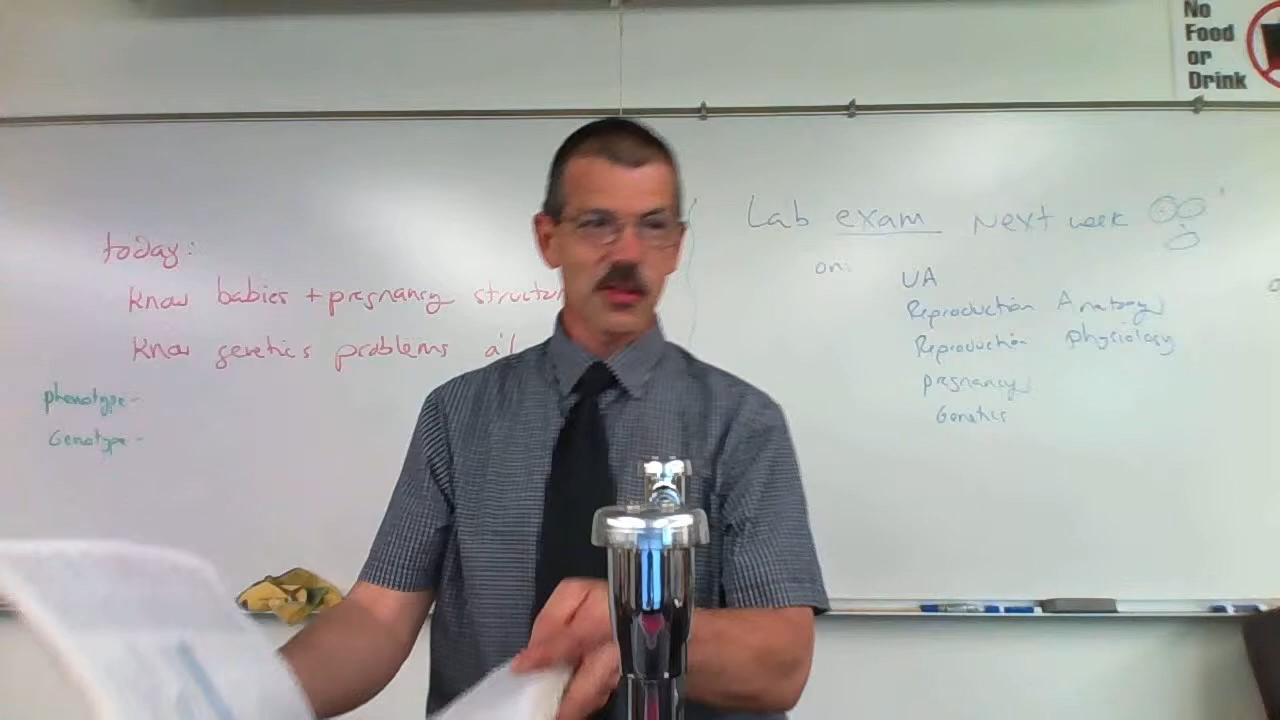 No
Food
or
Drink
today:
Know babies + pregnancy structur
Know genetics problems
phenotype -
Genotype -
Lab exam Next week
on:
UA
Reproduction Anatomy
Reproduction physiology
pregnancy
Genetics